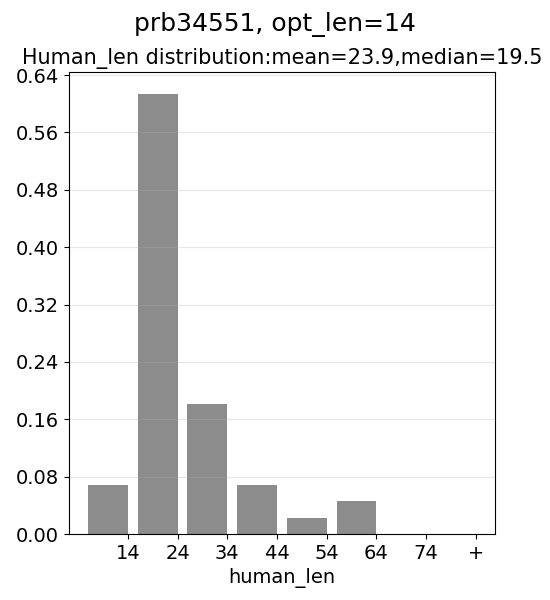 prb34551, opt_len=14
Human_len distribution:mean=23.9,median=19.5
0.64
0.56
0.48
0.40
0.32
0.24
0.16
0.08
0.00
14 24 34 44 54 64 74 +
human_len